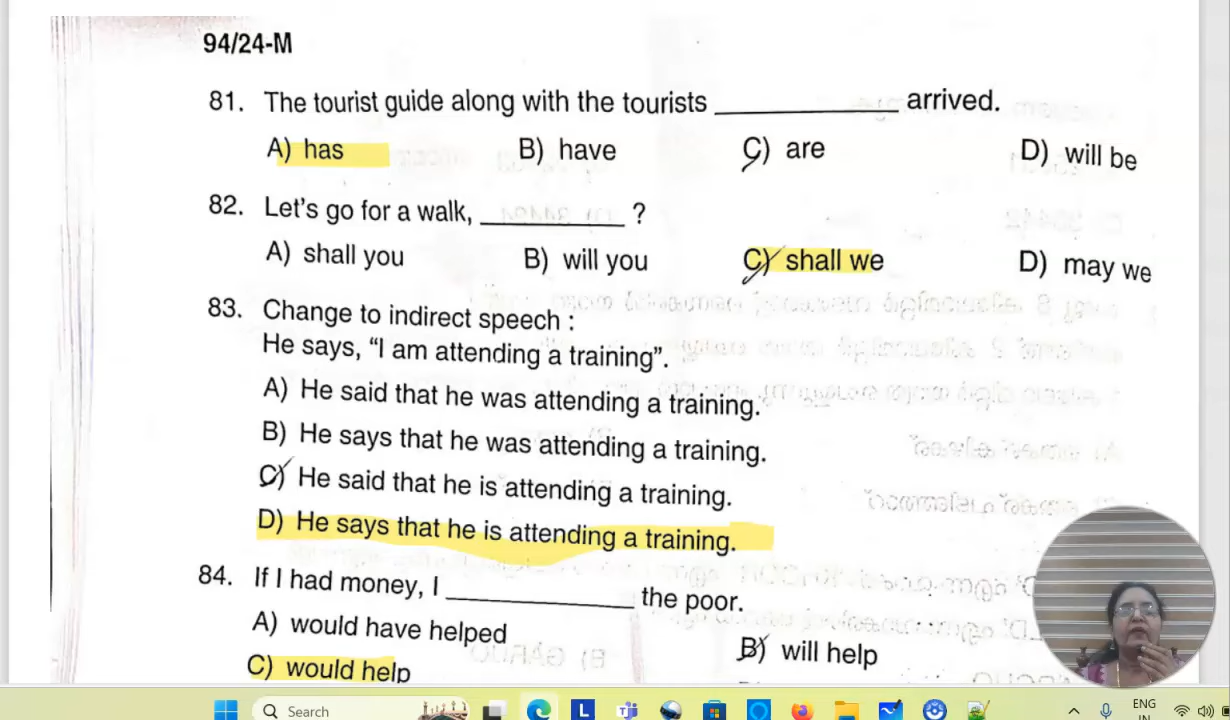 94/24-M
81. The tourist guide along with the tourists ____________ arrived.
A) has B) have C) are D) will be
82. Let's go for a walk, ____________ ?
A) shall you B) will you C) shall we D) may we
83. Change to indirect speech :
He says, “I am attending a training”.
A) He said that he was attending a training.
B) He says that he was attending a training.
C) He said that he is attending a training.
D) He says that he is attending a training.
84. If I had money, I ____________ the poor.
A) would have helped B) will help
C) would help
Search
ENG
IN